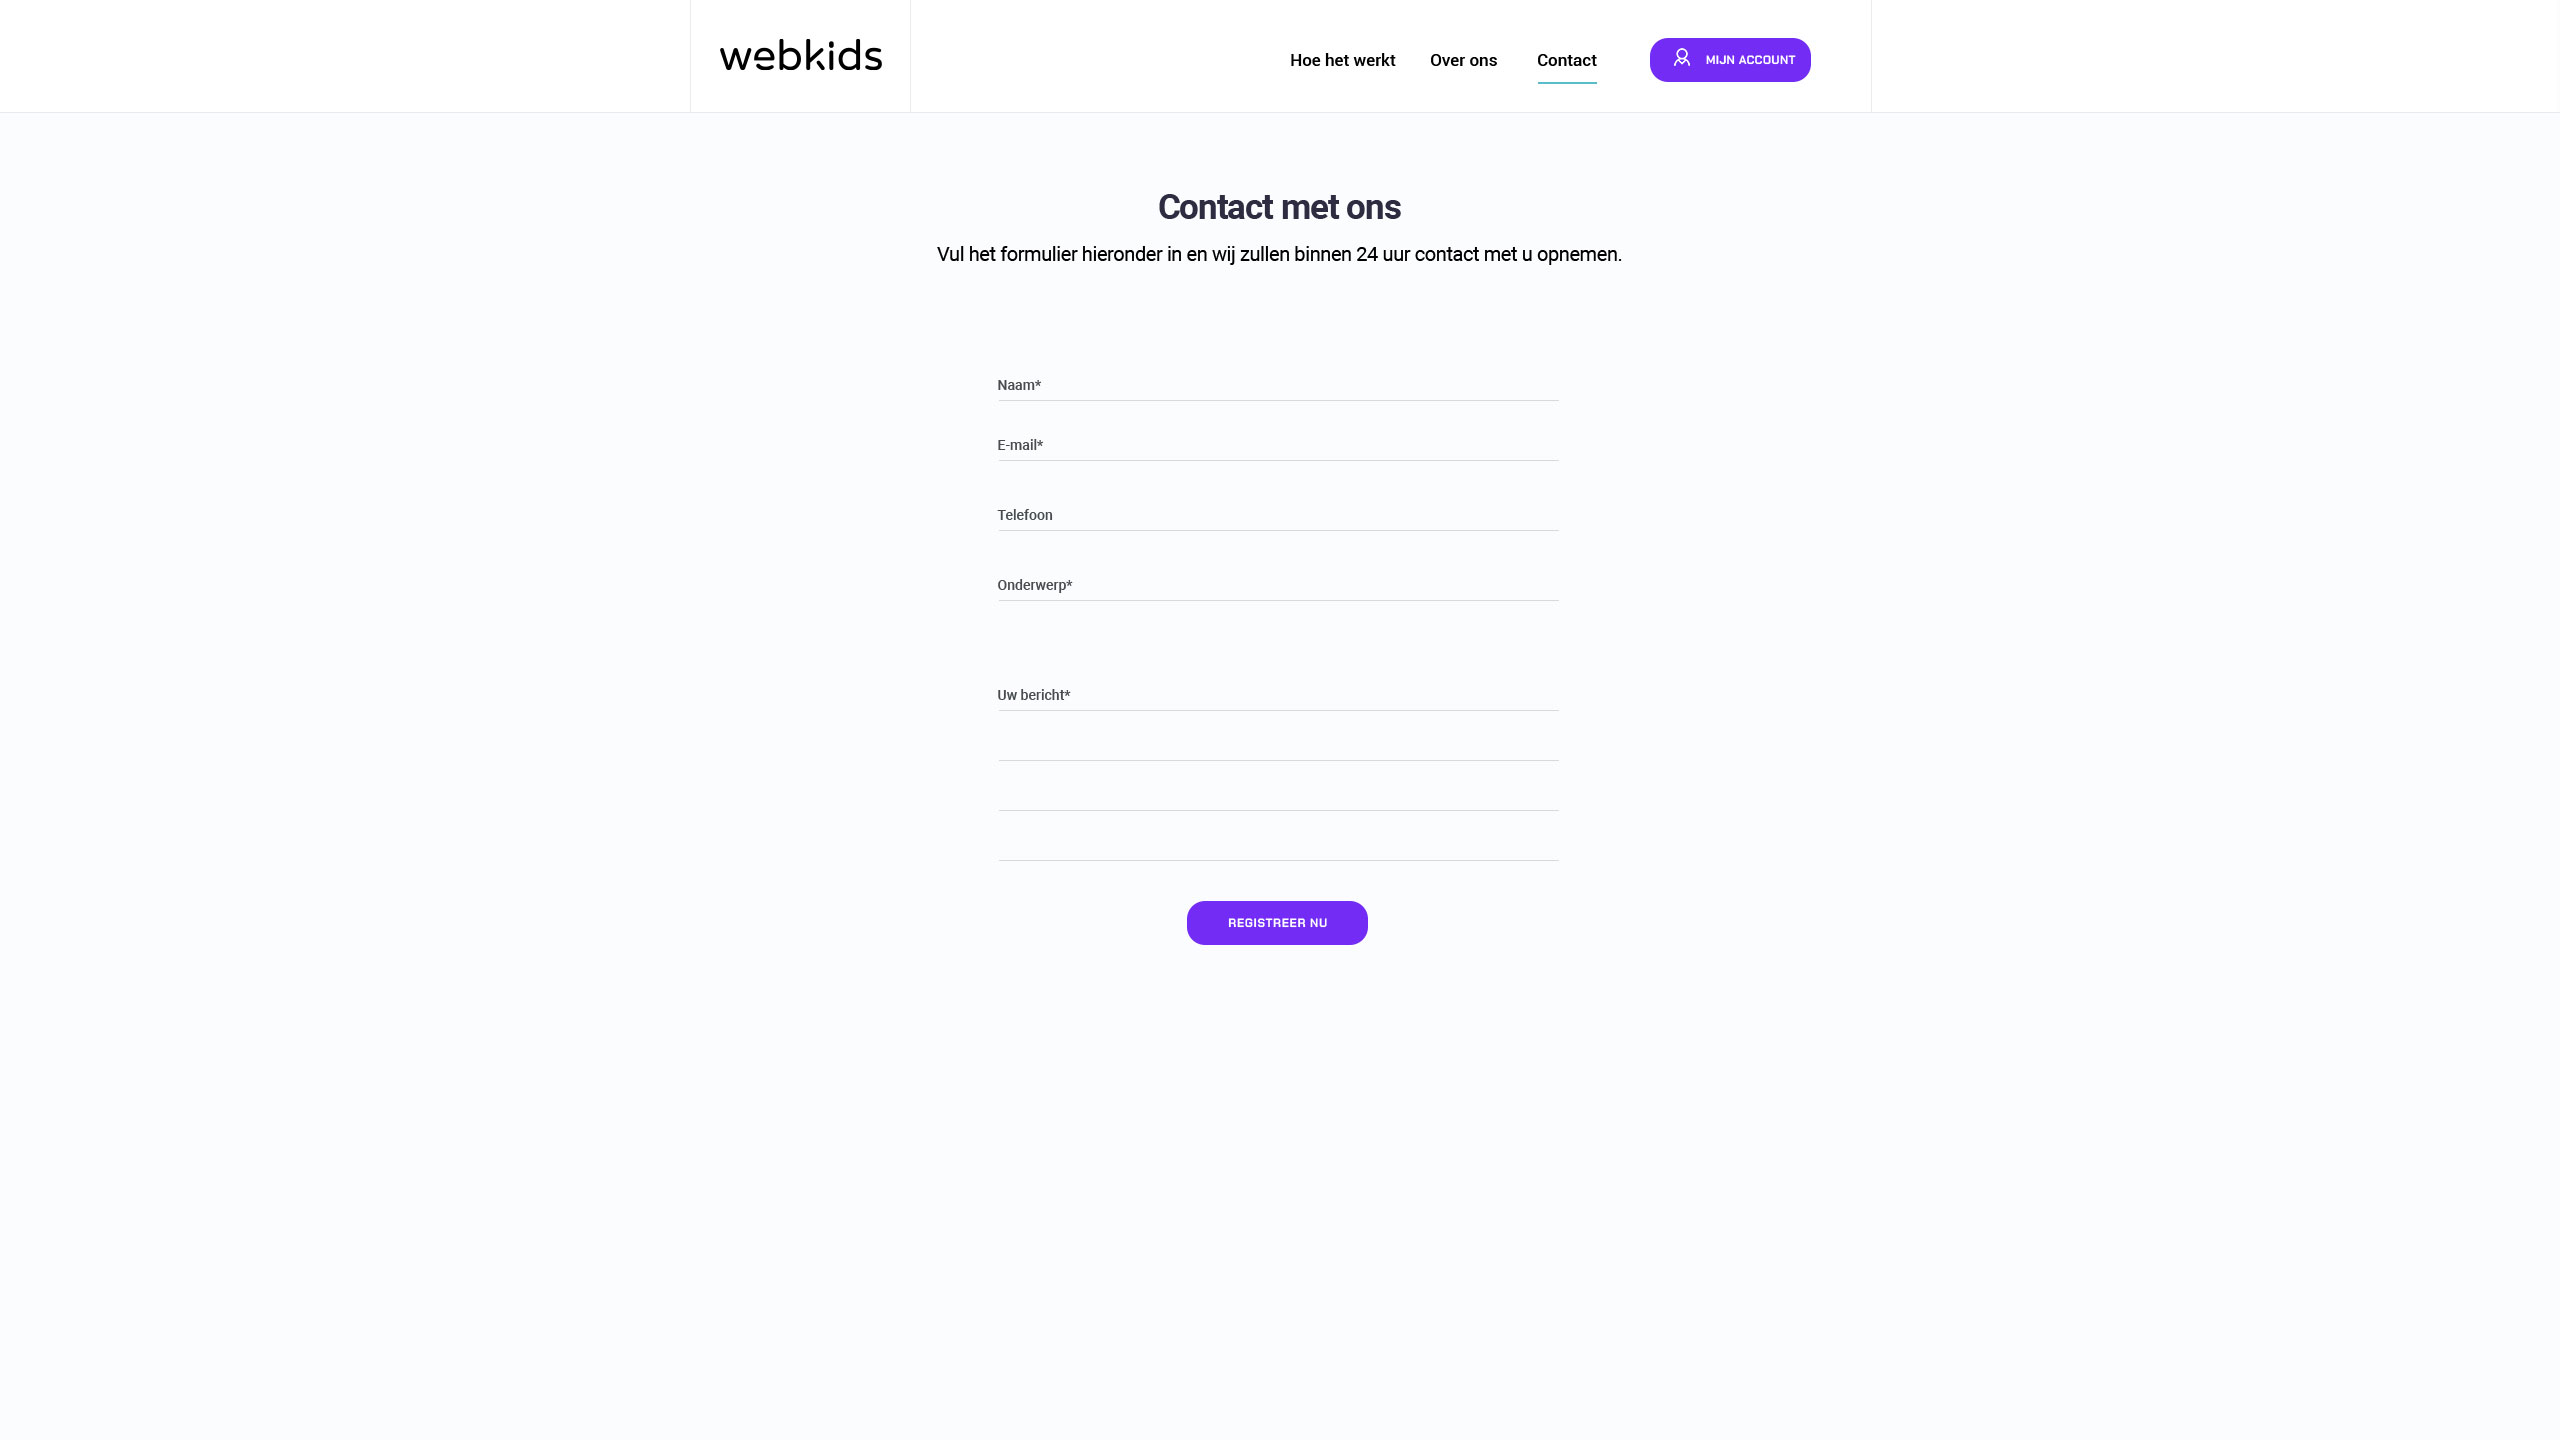 webkids
Hoe het werkt
Over ons
Contact
MIJN ACCOUNT
Contact met ons
Vul het formulier hieronder in en wij zullen binnen 24 uur contact met u opnemen.
Naam*
E-mail*
Telefoon
Onderwerp*
Uw bericht*
REGISTREER NU